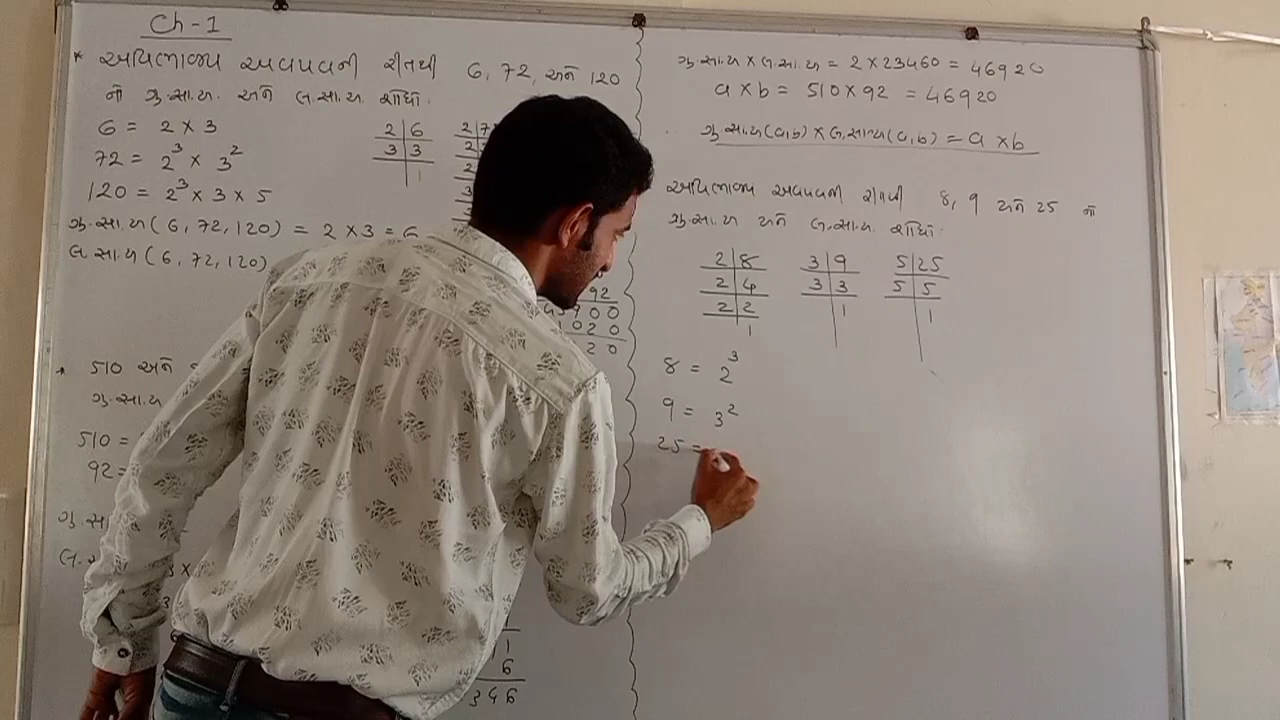 Ch-1
* અવિભાજ્ય અવયવની રીતથી 6, 72, અને 120
નો ગુ.સા.અ. અને લ.સા.અ. શોધો.
6 = 2 × 3
72 = 2³ × 3²
120 = 2³ × 3 × 5
2 | 6
3 | 3
1
ગુ.સા.અ (6, 72, 120) = 2 × 3 = 6
લ.સા.અ (6, 72, 120)
510 અને
ગુ.સા.અ
510 =
92 =
346
ગુ.સા.અ × લ.સા.અ = 2 × 23460 = 46920
a × b = 510 × 92 = 46920
ગુ.સા.અ (a, b) × લ.સા.અ (a, b) = a × b
અવિભાજ્ય અવયવની રીતથી 8, 9 અને 25 નો
ગુ.સા.અ અને લ.સા.અ. શોધો.
2 | 8 3 | 9 5 | 25
2 | 4 3 | 3 5 | 5
2 | 2 1 1
1
8 = 2³
9 = 3²
25 =